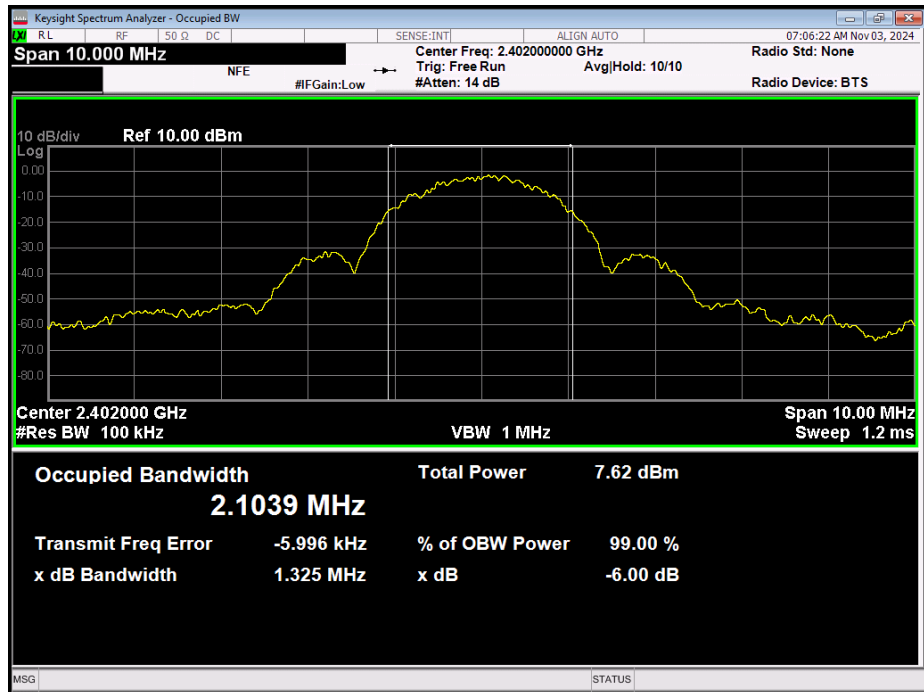 Keysight Spectrum Analyzer - Occupied BW
LXI RL RF 50 Ω DC SENSE:INT ALIGN AUTO 07:06:22 AM Nov 03, 2024
Span 10.000 MHz Center Freq: 2.402000000 GHz Radio Std: None
NFE Trig: Free Run Avg|Hold: 10/10
#IFGain:Low #Atten: 14 dB Radio Device: BTS
10 dB/div Ref 10.00 dBm
Log
0.00
-10.0
-20.0
-30.0
-40.0
-50.0
-60.0
-70.0
-80.0
Center 2.402000 GHz Span 10.00 MHz
#Res BW 100 kHz VBW 1 MHz Sweep 1.2 ms
Occupied Bandwidth Total Power 7.62 dBm
2.1039 MHz
Transmit Freq Error -5.996 kHz % of OBW Power 99.00 %
x dB Bandwidth 1.325 MHz x dB -6.00 dB
MSG STATUS